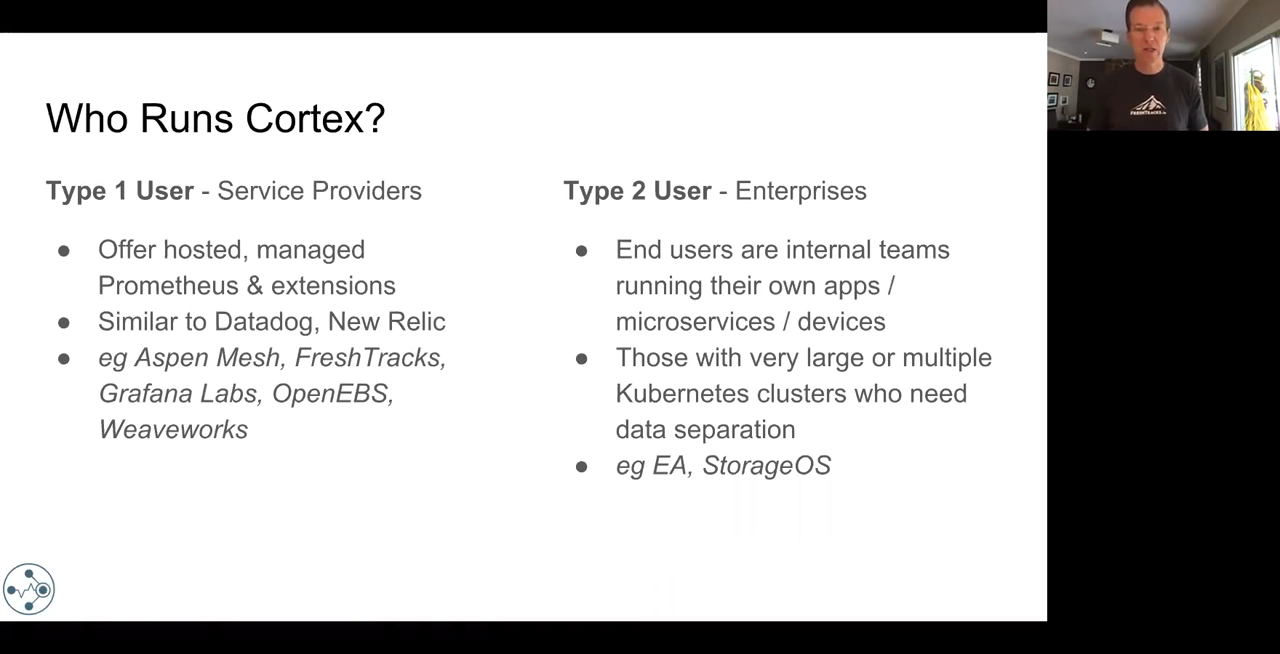 Who Runs Cortex?
Type 1 User - Service Providers
● Offer hosted, managed
Prometheus & extensions
● Similar to Datadog, New Relic
● eg Aspen Mesh, FreshTracks,
Grafana Labs, OpenEBS,
Weaveworks
Type 2 User - Enterprises
● End users are internal teams
running their own apps /
microservices / devices
● Those with very large or multiple
Kubernetes clusters who need
data separation
● eg EA, StorageOS
FRESHTRACKS.io